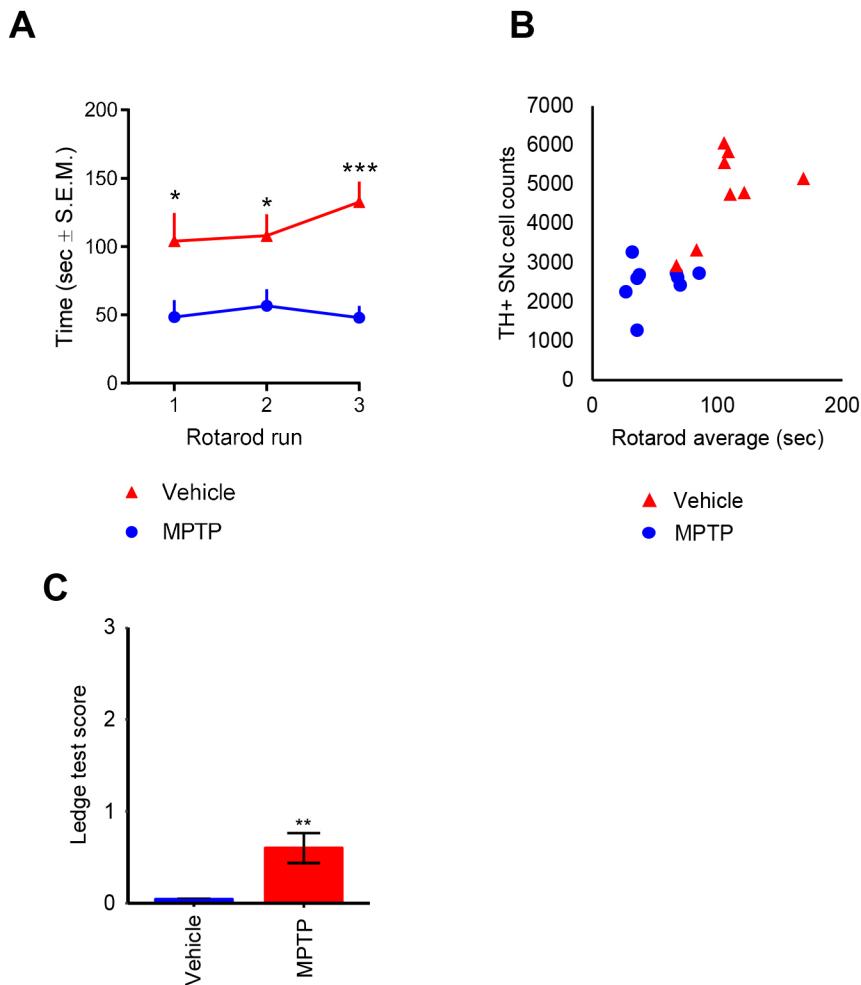 A
200
150
100
50
0
Time (sec ± S.E.M.)
*
*
***
1 2 3
Rotarod run
Vehicle
MPTP
B
7000
6000
5000
4000
3000
2000
1000
0
TH+ SNc cell counts
0 100 200
Rotarod average (sec)
Vehicle
MPTP
C
3
2
1
0
Ledge test score
**
Vehicle
MPTP